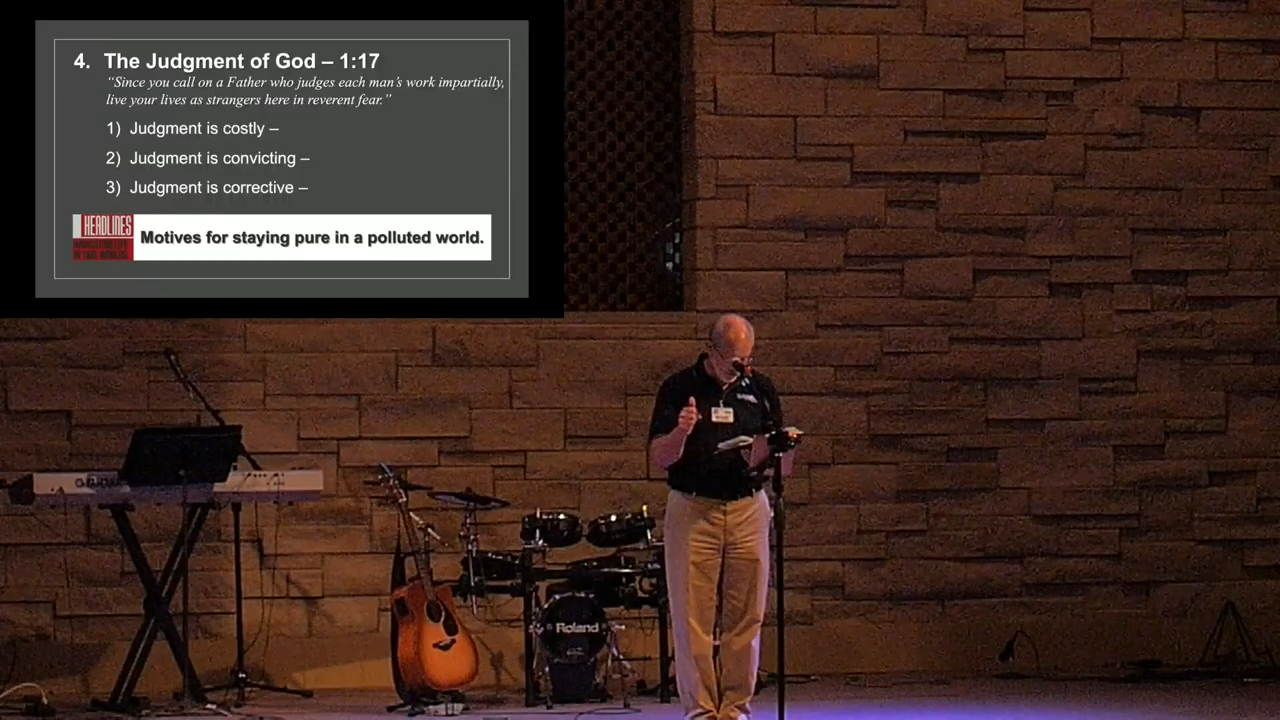 4. The Judgment of God – 1:17
“Since you call on a Father who judges each man’s work impartially,
live your lives as strangers here in reverent fear.”
1) Judgment is costly –
2) Judgment is convicting –
3) Judgment is corrective –
HEADLINES
Motives for staying pure in a polluted world.
Roland